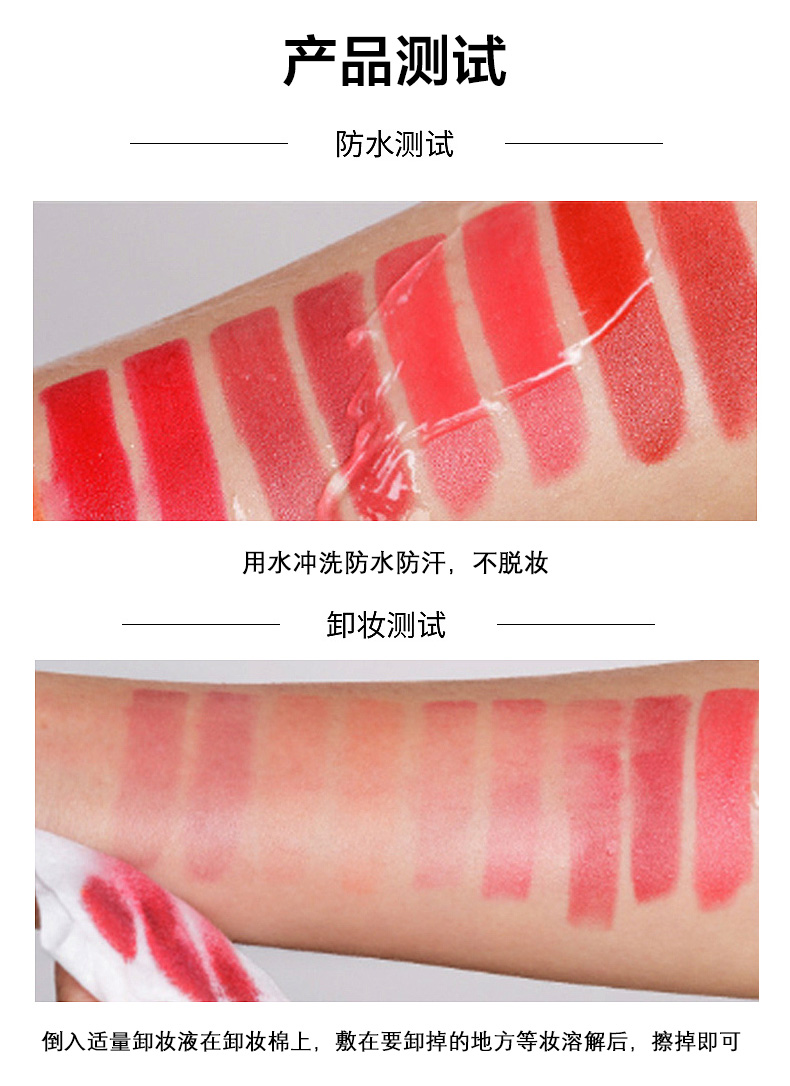 产品测试
防水测试
用水冲洗防水防汗，不脱妆
卸妆测试
倒入适量卸妆液在卸妆棉上，敷在要卸掉的地方等妆溶解后，擦掉即可